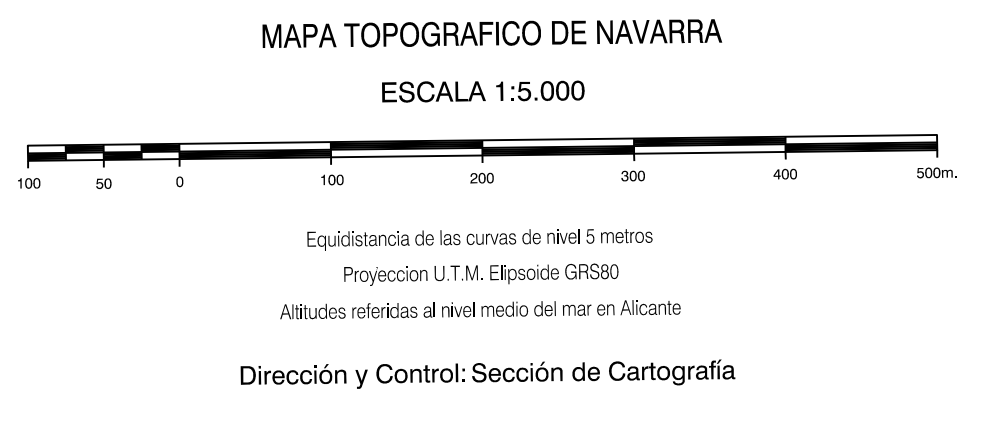 MAPA TOPOGRAFICO DE NAVARRA
ESCALA 1:5.000
100 50 0 100 200 300 400 500m.
Equidistancia de las curvas de nivel 5 metros
Proyeccion U.T.M. Elipsoide GRS80
Altitudes referidas al nivel medio del mar en Alicante
Dirección y Control: Sección de Cartografía